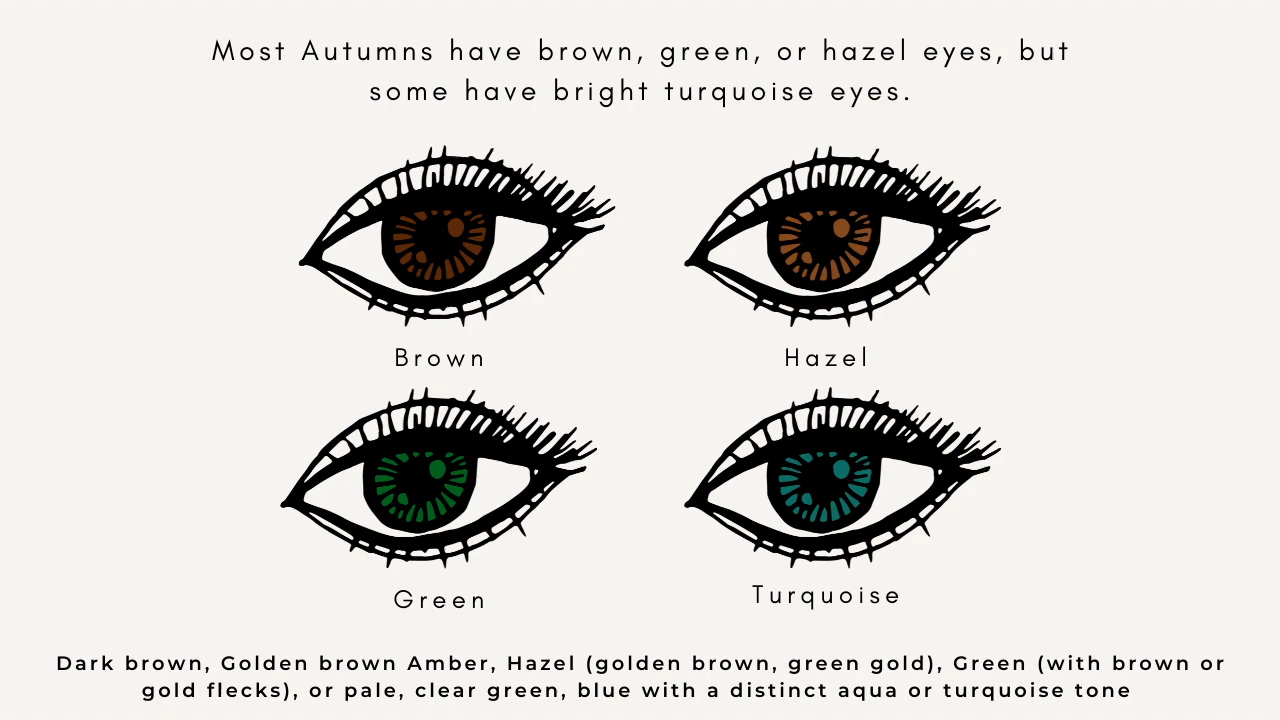 Most Autumns have brown, green, or hazel eyes, but
some have bright turquoise eyes.
Brown
Hazel
Green
Turquoise
Dark brown, Golden brown Amber, Hazel (golden brown, green gold), Green (with brown or
gold flecks), or pale, clear green, blue with a distinct aqua or turquoise tone